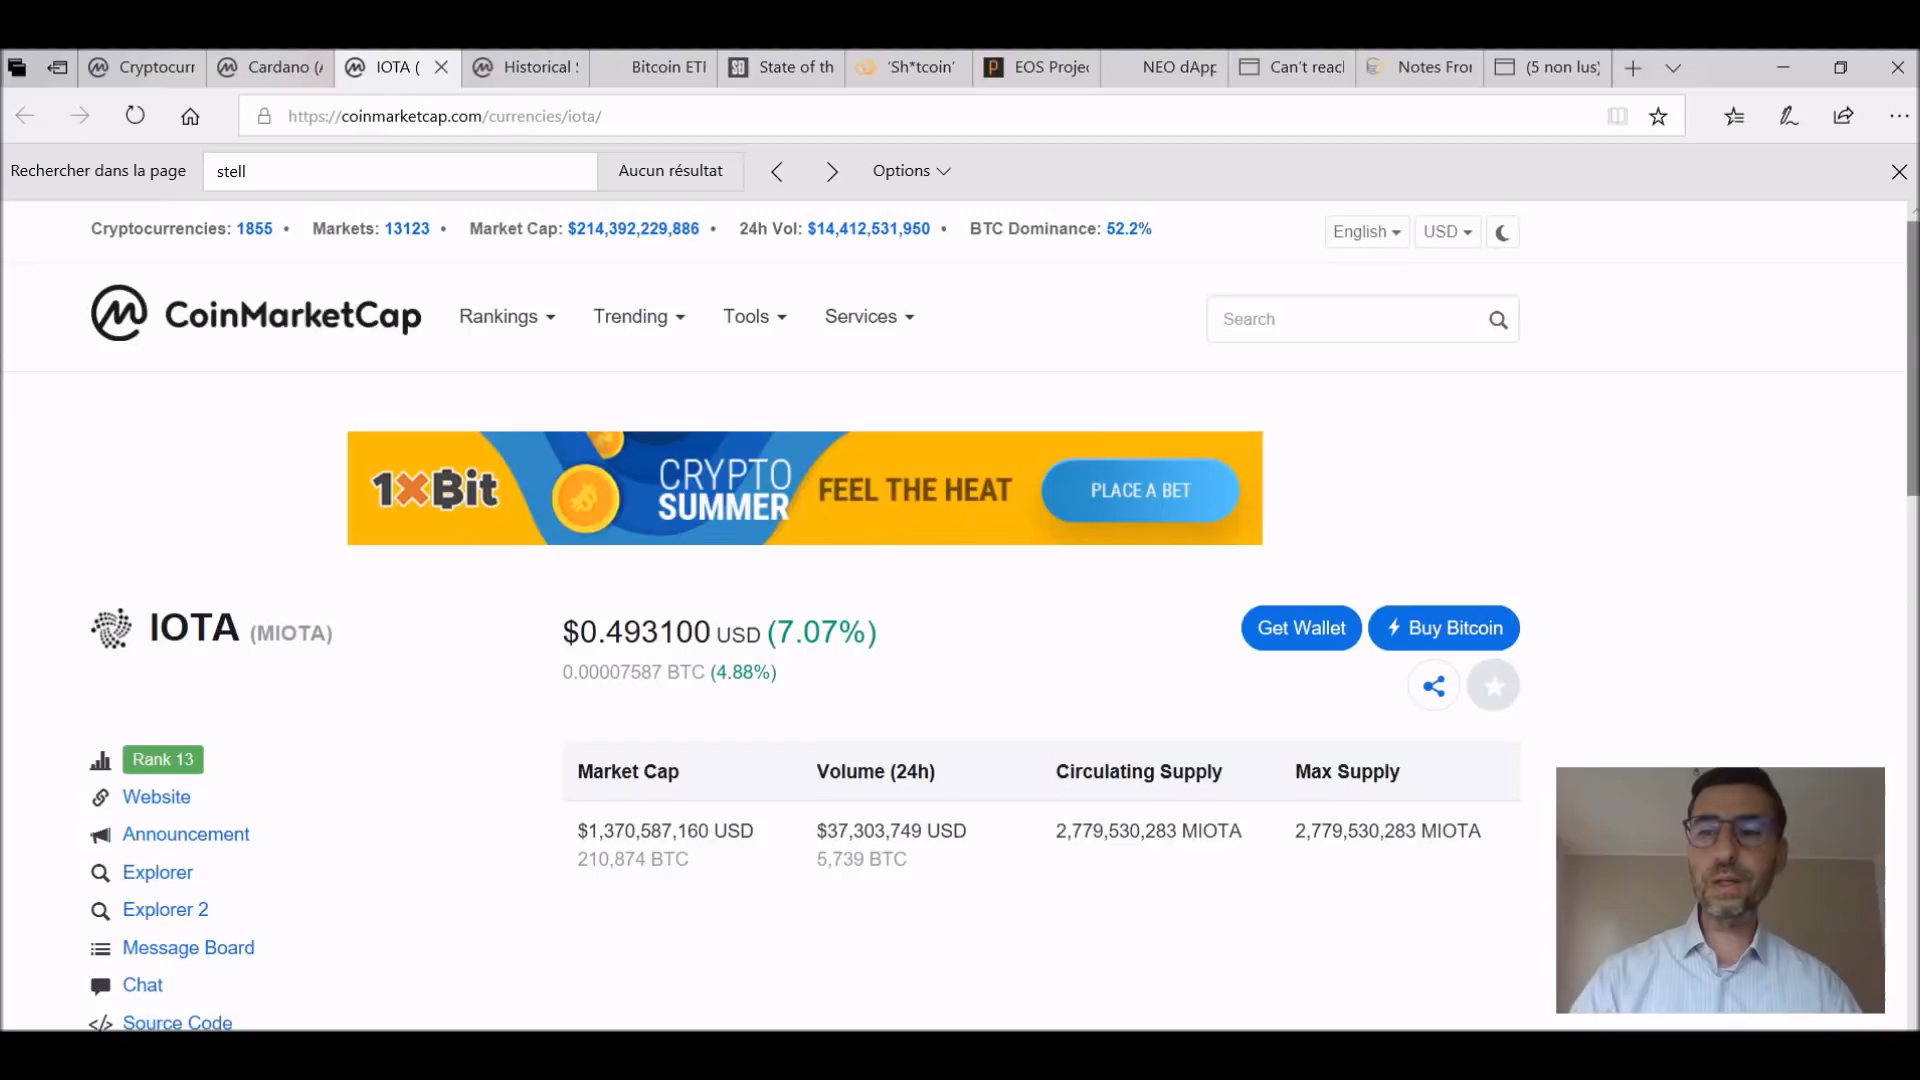 Cryptocurr
Cardano (A
IOTA (
Historical S
Bitcoin ETF
State of th
'Sh*tcoin'
EOS Projec
NEO dApp
Can't reacl
Notes From
(5 non lus)
https://coinmarketcap.com/currencies/iota/
Rechercher dans la page
stell
Aucun résultat
Options
Cryptocurrencies: 1855 • Markets: 13123 • Market Cap: $214,392,229,886 • 24h Vol: $14,412,531,950 • BTC Dominance: 52.2%
English
USD
CoinMarketCap
Rankings
Trending
Tools
Services
Search
1xBit
CRYPTO
SUMMER
FEEL THE HEAT
PLACE A BET
IOTA (MIOTA)
$0.493100 USD (7.07%)
0.00007587 BTC (4.88%)
Get Wallet
Buy Bitcoin
Rank 13
Website
Announcement
Explorer
Explorer 2
Message Board
Chat
Source Code
Market Cap
Volume (24h)
Circulating Supply
Max Supply
$1,370,587,160 USD
$37,303,749 USD
2,779,530,283 MIOTA
2,779,530,283 MIOTA
210,874 BTC
5,739 BTC